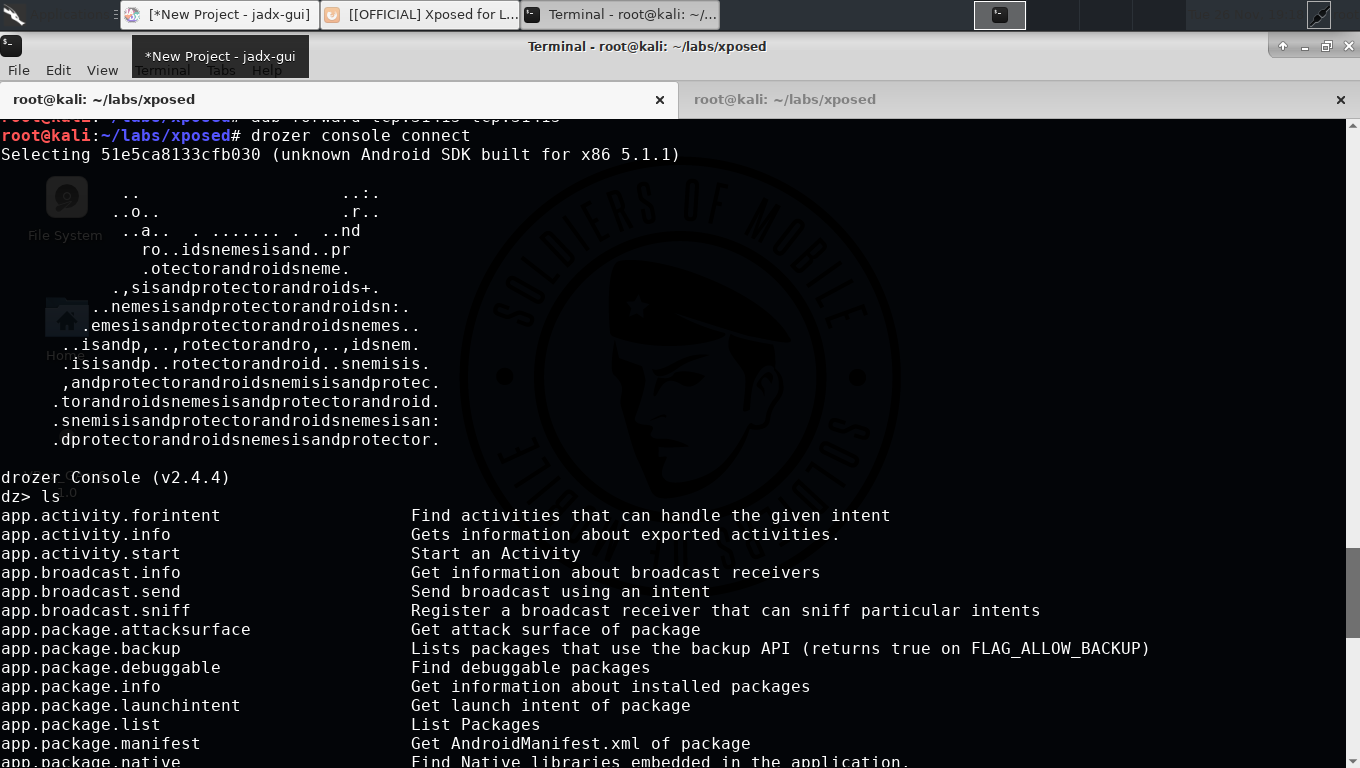 [*New Project - jadx-gui]
[[OFFICIAL] Xposed for L...
Terminal - root@kali: ~/...
*New Project - jadx-gui
Terminal - root@kali: ~/labs/xposed
File Edit View Terminal Tabs Help
root@kali: ~/labs/xposed
root@kali: ~/labs/xposed
root@kali:~/labs/xposed# adb forward tcp:31415 tcp:31415
root@kali:~/labs/xposed# drozer console connect
Selecting 51e5ca8133cfb030 (unknown Android SDK built for x86 5.1.1)
.. ..:.
..o.. .r..
..a.. . ....... . ..nd
ro..idsnemesisand..pr
.otectorandroidsneme.
.,sisandprotectorandroids+.
..nemesisandprotectorandroidsn:.
.emesisandprotectorandroidsnemes..
..isandp,..,rotectorandro,..,idsnem.
.isisandp..rotectorandroid..snemisis.
,andprotectorandroidsnemisisandprotec.
.torandroidsnemesisandprotectorandroid.
.snemisisandprotectorandroidsnemesisan:
.dprotectorandroidsnemesisandprotector.
File System
Home
SOLDIERS OF MOBILE
drozer Console (v2.4.4)
dz> ls
app.activity.forintent Find activities that can handle the given intent
app.activity.info Gets information about exported activities.
app.activity.start Start an Activity
app.broadcast.info Get information about broadcast receivers
app.broadcast.send Send broadcast using an intent
app.broadcast.sniff Register a broadcast receiver that can sniff particular intents
app.package.attacksurface Get attack surface of package
app.package.backup Lists packages that use the backup API (returns true on FLAG_ALLOW_BACKUP)
app.package.debuggable Find debuggable packages
app.package.info Get information about installed packages
app.package.launchintent Get launch intent of package
app.package.list List Packages
app.package.manifest Get AndroidManifest.xml of package
app.package.native Find Native libraries embedded in the application.